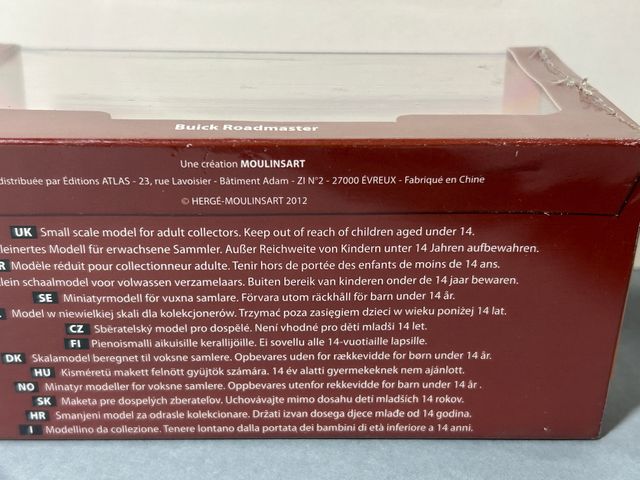 Buick Roadmaster
Une création MOULINSART
distribuée par Éditions ATLAS - 23, rue Lavoisier - Bâtiment Adam - ZI N°2 - 27000 ÉVREUX - Fabriqué en Chine
© HERGÉ-MOULINSART 2012
UK Small scale model for adult collectors. Keep out of reach of children aged under 14.
Modell für erwachsene Sammler. Außer Reichweite von Kindern unter 14 Jahren aufbewahren.
Modèle réduit pour collectionneur adulte. Tenir hors de portée des enfants de moins de 14 ans.
schaalmodel voor volwassen verzamelaars. Buiten bereik van kinderen onder de 14 jaar bewaren.
SE Miniatyrmodell för vuxna samlare. Förvara utom räckhåll för barn under 14 år.
Model w niewielkiej skali dla kolekcjonerów. Trzymać poza zasięgiem dzieci w wieku poniżej 14 lat.
CZ Sběratelský model pro dospělé. Není vhodné pro děti mladší 14 let.
FI Pienoismalli aikuisille keräilijöille. Ei sovellu alle 14-vuotiaille lapsille.
DK Skalamodel beregnet til voksne samlere. Opbevares uden for rækkevidde for børn under 14 år.
HU Kisméretű makett felnőtt gyűjtök számára. 14 év alatti gyermekeknek nem ajánlott.
NO Minatyr modeller for voksne samlere. Oppbevares utenfor rekkevidde for barn under 14 år .
SK Maketa pre dospelých zberateľov. Uchovávajte mimo dosahu detí mladších 14 rokov.
HR Smanjeni model za odrasle kolekcionare. Držati izvan dosega djece mlađe od 14 godina.
I Modellino da collezione. Tenere lontano dalla portata dei bambini di età inferiore a 14 anni.